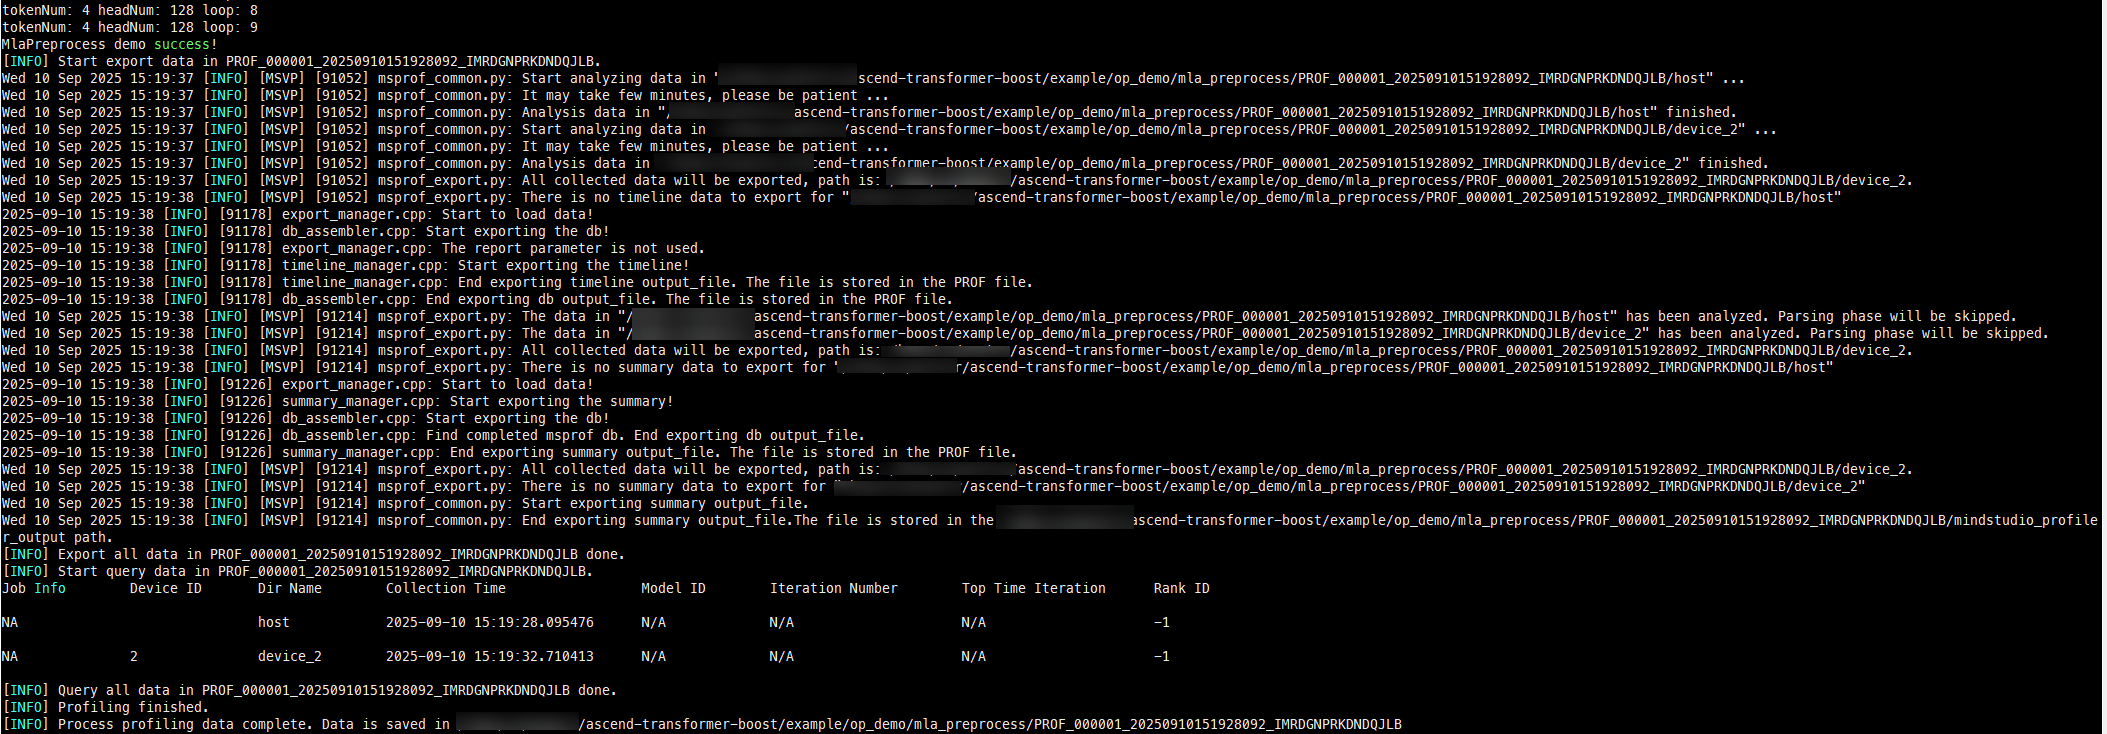 tokenNum: 4 headNum: 128 loop: 8
tokenNum: 4 headNum: 128 loop: 9
MlaPreprocess demo success!
[INFO] Start export data in PROF_000001_20250910151928092_IMRDGNPRKDNDQJLB.
Wed 10 Sep 2025 15:19:37 [INFO] [MSVP] [91052] msprof_common.py: Start analyzing data in "ascend-transformer-boost/example/op_demo/mla_preprocess/PROF_000001_20250910151928092_IMRDGNPRKDNDQJLB/host" ...
Wed 10 Sep 2025 15:19:37 [INFO] [MSVP] [91052] msprof_common.py: It may take few minutes, please be patient ...
Wed 10 Sep 2025 15:19:37 [INFO] [MSVP] [91052] msprof_common.py: Analysis data in "/ascend-transformer-boost/example/op_demo/mla_preprocess/PROF_000001_20250910151928092_IMRDGNPRKDNDQJLB/host" finished.
Wed 10 Sep 2025 15:19:37 [INFO] [MSVP] [91052] msprof_common.py: Start analyzing data in /ascend-transformer-boost/example/op_demo/mla_preprocess/PROF_000001_20250910151928092_IMRDGNPRKDNDQJLB/device_2" ...
Wed 10 Sep 2025 15:19:37 [INFO] [MSVP] [91052] msprof_common.py: It may take few minutes, please be patient ...
Wed 10 Sep 2025 15:19:37 [INFO] [MSVP] [91052] msprof_common.py: Analysis data in cend-transformer-boost/example/op_demo/mla_preprocess/PROF_000001_20250910151928092_IMRDGNPRKDNDQJLB/device_2" finished.
Wed 10 Sep 2025 15:19:37 [INFO] [MSVP] [91052] msprof_export.py: All collected data will be exported, path is: /ascend-transformer-boost/example/op_demo/mla_preprocess/PROF_000001_20250910151928092_IMRDGNPRKDNDQJLB/device_2.
Wed 10 Sep 2025 15:19:38 [INFO] [MSVP] [91052] msprof_export.py: There is no timeline data to export for "/ascend-transformer-boost/example/op_demo/mla_preprocess/PROF_000001_20250910151928092_IMRDGNPRKDNDQJLB/host"
2025-09-10 15:19:38 [INFO] [91178] export_manager.cpp: Start to load data!
2025-09-10 15:19:38 [INFO] [91178] db_assembler.cpp: Start exporting the db!
2025-09-10 15:19:38 [INFO] [91178] export_manager.cpp: The report parameter is not used.
2025-09-10 15:19:38 [INFO] [91178] timeline_manager.cpp: Start exporting the timeline!
2025-09-10 15:19:38 [INFO] [91178] timeline_manager.cpp: End exporting timeline output_file. The file is stored in the PROF file.
2025-09-10 15:19:38 [INFO] [91178] db_assembler.cpp: End exporting db output_file. The file is stored in the PROF file.
Wed 10 Sep 2025 15:19:38 [INFO] [MSVP] [91214] msprof_export.py: The data in "/ascend-transformer-boost/example/op_demo/mla_preprocess/PROF_000001_20250910151928092_IMRDGNPRKDNDQJLB/host" has been analyzed. Parsing phase will be skipped.
Wed 10 Sep 2025 15:19:38 [INFO] [MSVP] [91214] msprof_export.py: The data in "/ascend-transformer-boost/example/op_demo/mla_preprocess/PROF_000001_20250910151928092_IMRDGNPRKDNDQJLB/device_2" has been analyzed. Parsing phase will be skipped.
Wed 10 Sep 2025 15:19:38 [INFO] [MSVP] [91214] msprof_export.py: All collected data will be exported, path is: /ascend-transformer-boost/example/op_demo/mla_preprocess/PROF_000001_20250910151928092_IMRDGNPRKDNDQJLB/device_2.
Wed 10 Sep 2025 15:19:38 [INFO] [MSVP] [91214] msprof_export.py: There is no summary data to export for "r/ascend-transformer-boost/example/op_demo/mla_preprocess/PROF_000001_20250910151928092_IMRDGNPRKDNDQJLB/host"
2025-09-10 15:19:38 [INFO] [91226] export_manager.cpp: Start to load data!
2025-09-10 15:19:38 [INFO] [91226] summary_manager.cpp: Start exporting the summary!
2025-09-10 15:19:38 [INFO] [91226] db_assembler.cpp: Start exporting the db!
2025-09-10 15:19:38 [INFO] [91226] db_assembler.cpp: Find completed msprof db. End exporting db output_file.
2025-09-10 15:19:38 [INFO] [91226] summary_manager.cpp: End exporting summary output_file. The file is stored in the PROF file.
Wed 10 Sep 2025 15:19:38 [INFO] [MSVP] [91214] msprof_export.py: All collected data will be exported, path is: /ascend-transformer-boost/example/op_demo/mla_preprocess/PROF_000001_20250910151928092_IMRDGNPRKDNDQJLB/device_2.
Wed 10 Sep 2025 15:19:38 [INFO] [MSVP] [91214] msprof_export.py: There is no summary data to export for "/ascend-transformer-boost/example/op_demo/mla_preprocess/PROF_000001_20250910151928092_IMRDGNPRKDNDQJLB/device_2"
Wed 10 Sep 2025 15:19:38 [INFO] [MSVP] [91214] msprof_common.py: Start exporting summary output_file.
Wed 10 Sep 2025 15:19:38 [INFO] [MSVP] [91214] msprof_common.py: End exporting summary output_file.The file is stored in the ascend-transformer-boost/example/op_demo/mla_preprocess/PROF_000001_20250910151928092_IMRDGNPRKDNDQJLB/mindstudio_profile
r_output path.
[INFO] Export all data in PROF_000001_20250910151928092_IMRDGNPRKDNDQJLB done.
[INFO] Start query data in PROF_000001_20250910151928092_IMRDGNPRKDNDQJLB.
Job Info Device ID Dir Name Collection Time Model ID Iteration Number Top Time Iteration Rank ID
NA host 2025-09-10 15:19:28.095476 N/A N/A N/A -1
NA 2 device_2 2025-09-10 15:19:32.710413 N/A N/A N/A -1
[INFO] Query all data in PROF_000001_20250910151928092_IMRDGNPRKDNDQJLB done.
[INFO] Profiling finished.
[INFO] Process profiling data complete. Data is saved in /ascend-transformer-boost/example/op_demo/mla_preprocess/PROF_000001_20250910151928092_IMRDGNPRKDNDQJLB